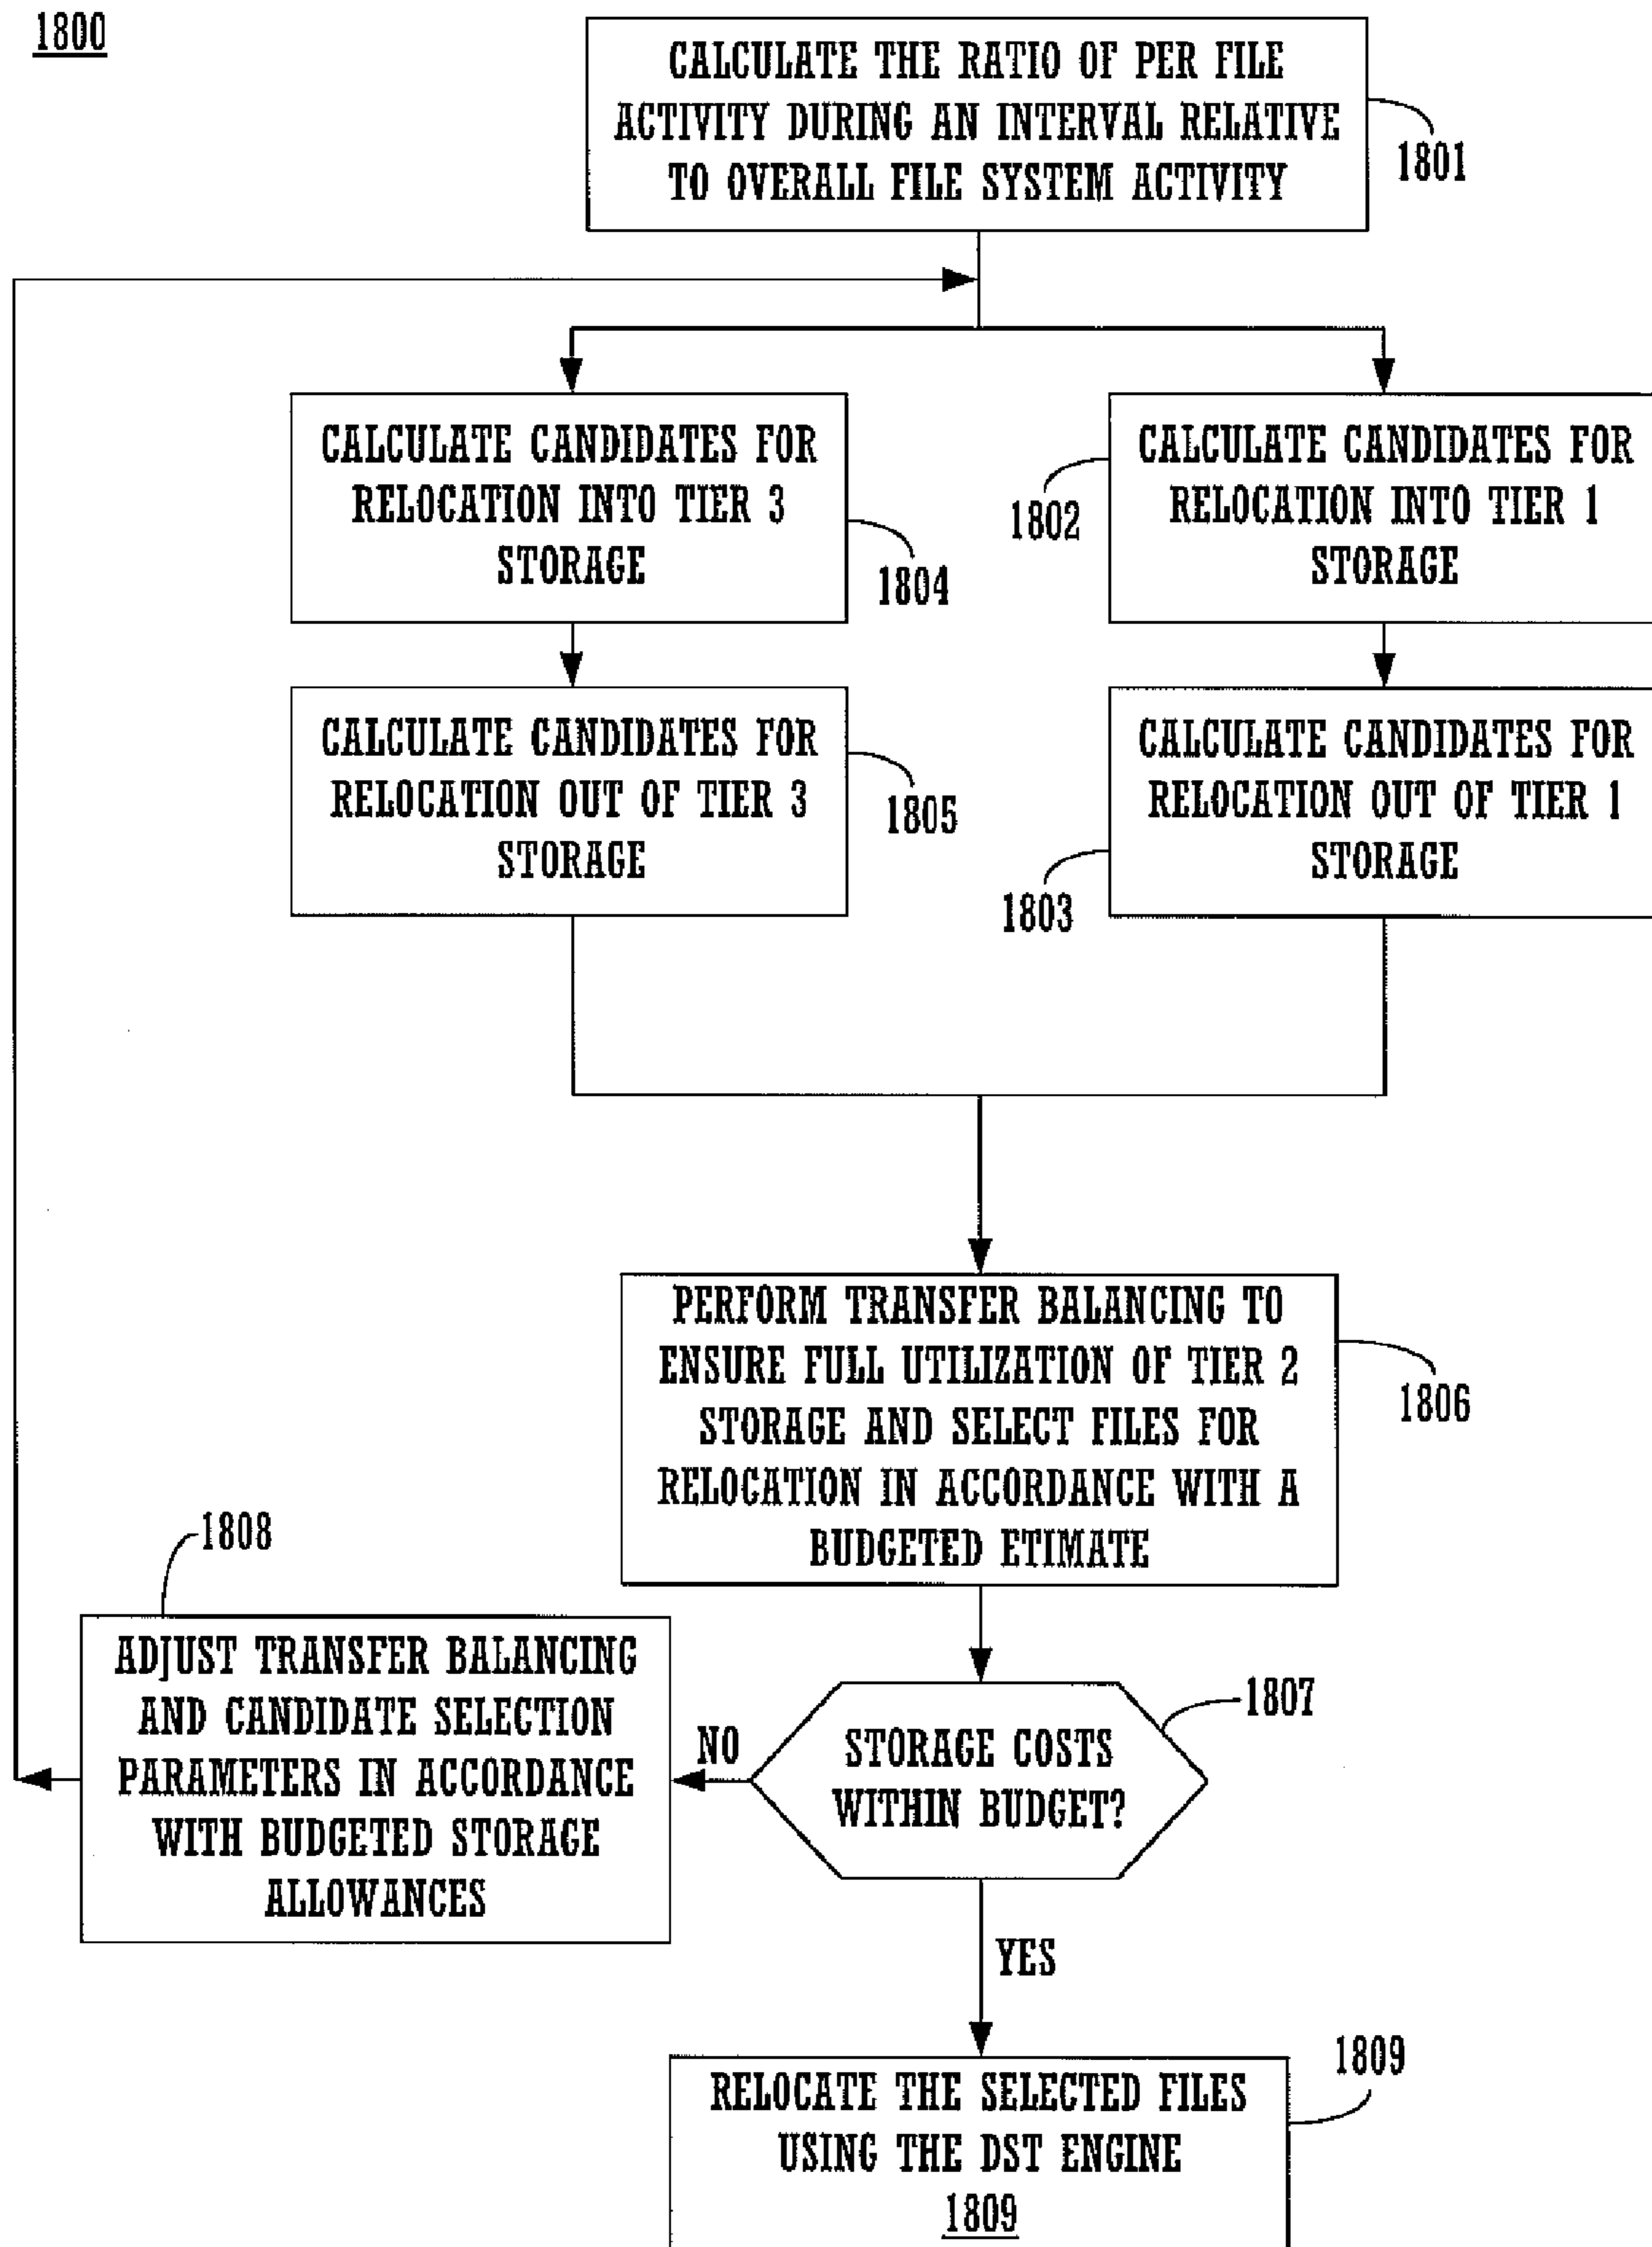 1800
CALCULATE THE RATIO OF PER FILE
ACTIVITY DURING AN INTERVAL RELATIVE
TO OVERALL FILE SYSTEM ACTIVITY
1801
CALCULATE CANDIDATES FOR
RELOCATION INTO TIER 3
STORAGE
1804
CALCULATE CANDIDATES FOR
RELOCATION INTO TIER 1
STORAGE
1802
CALCULATE CANDIDATES FOR
RELOCATION OUT OF TIER 3
STORAGE
1805
CALCULATE CANDIDATES FOR
RELOCATION OUT OF TIER 1
STORAGE
1803
PERFORM TRANSFER BALANCING TO
ENSURE FULL UTILIZATION OF TIER 2
STORAGE AND SELECT FILES FOR
RELOCATION IN ACCORDANCE WITH A
BUDGETED ETIMATE
1806
STORAGE COSTS
WITHIN BUDGET?
1807
NO
1808
ADJUST TRANSFER BALANCING
AND CANDIDATE SELECTION
PARAMETERS IN ACCORDANCE
WITH BUDGETED STORAGE
ALLOWANCES
YES
RELOCATE THE SELECTED FILES
USING THE DST ENGINE
1809
1809